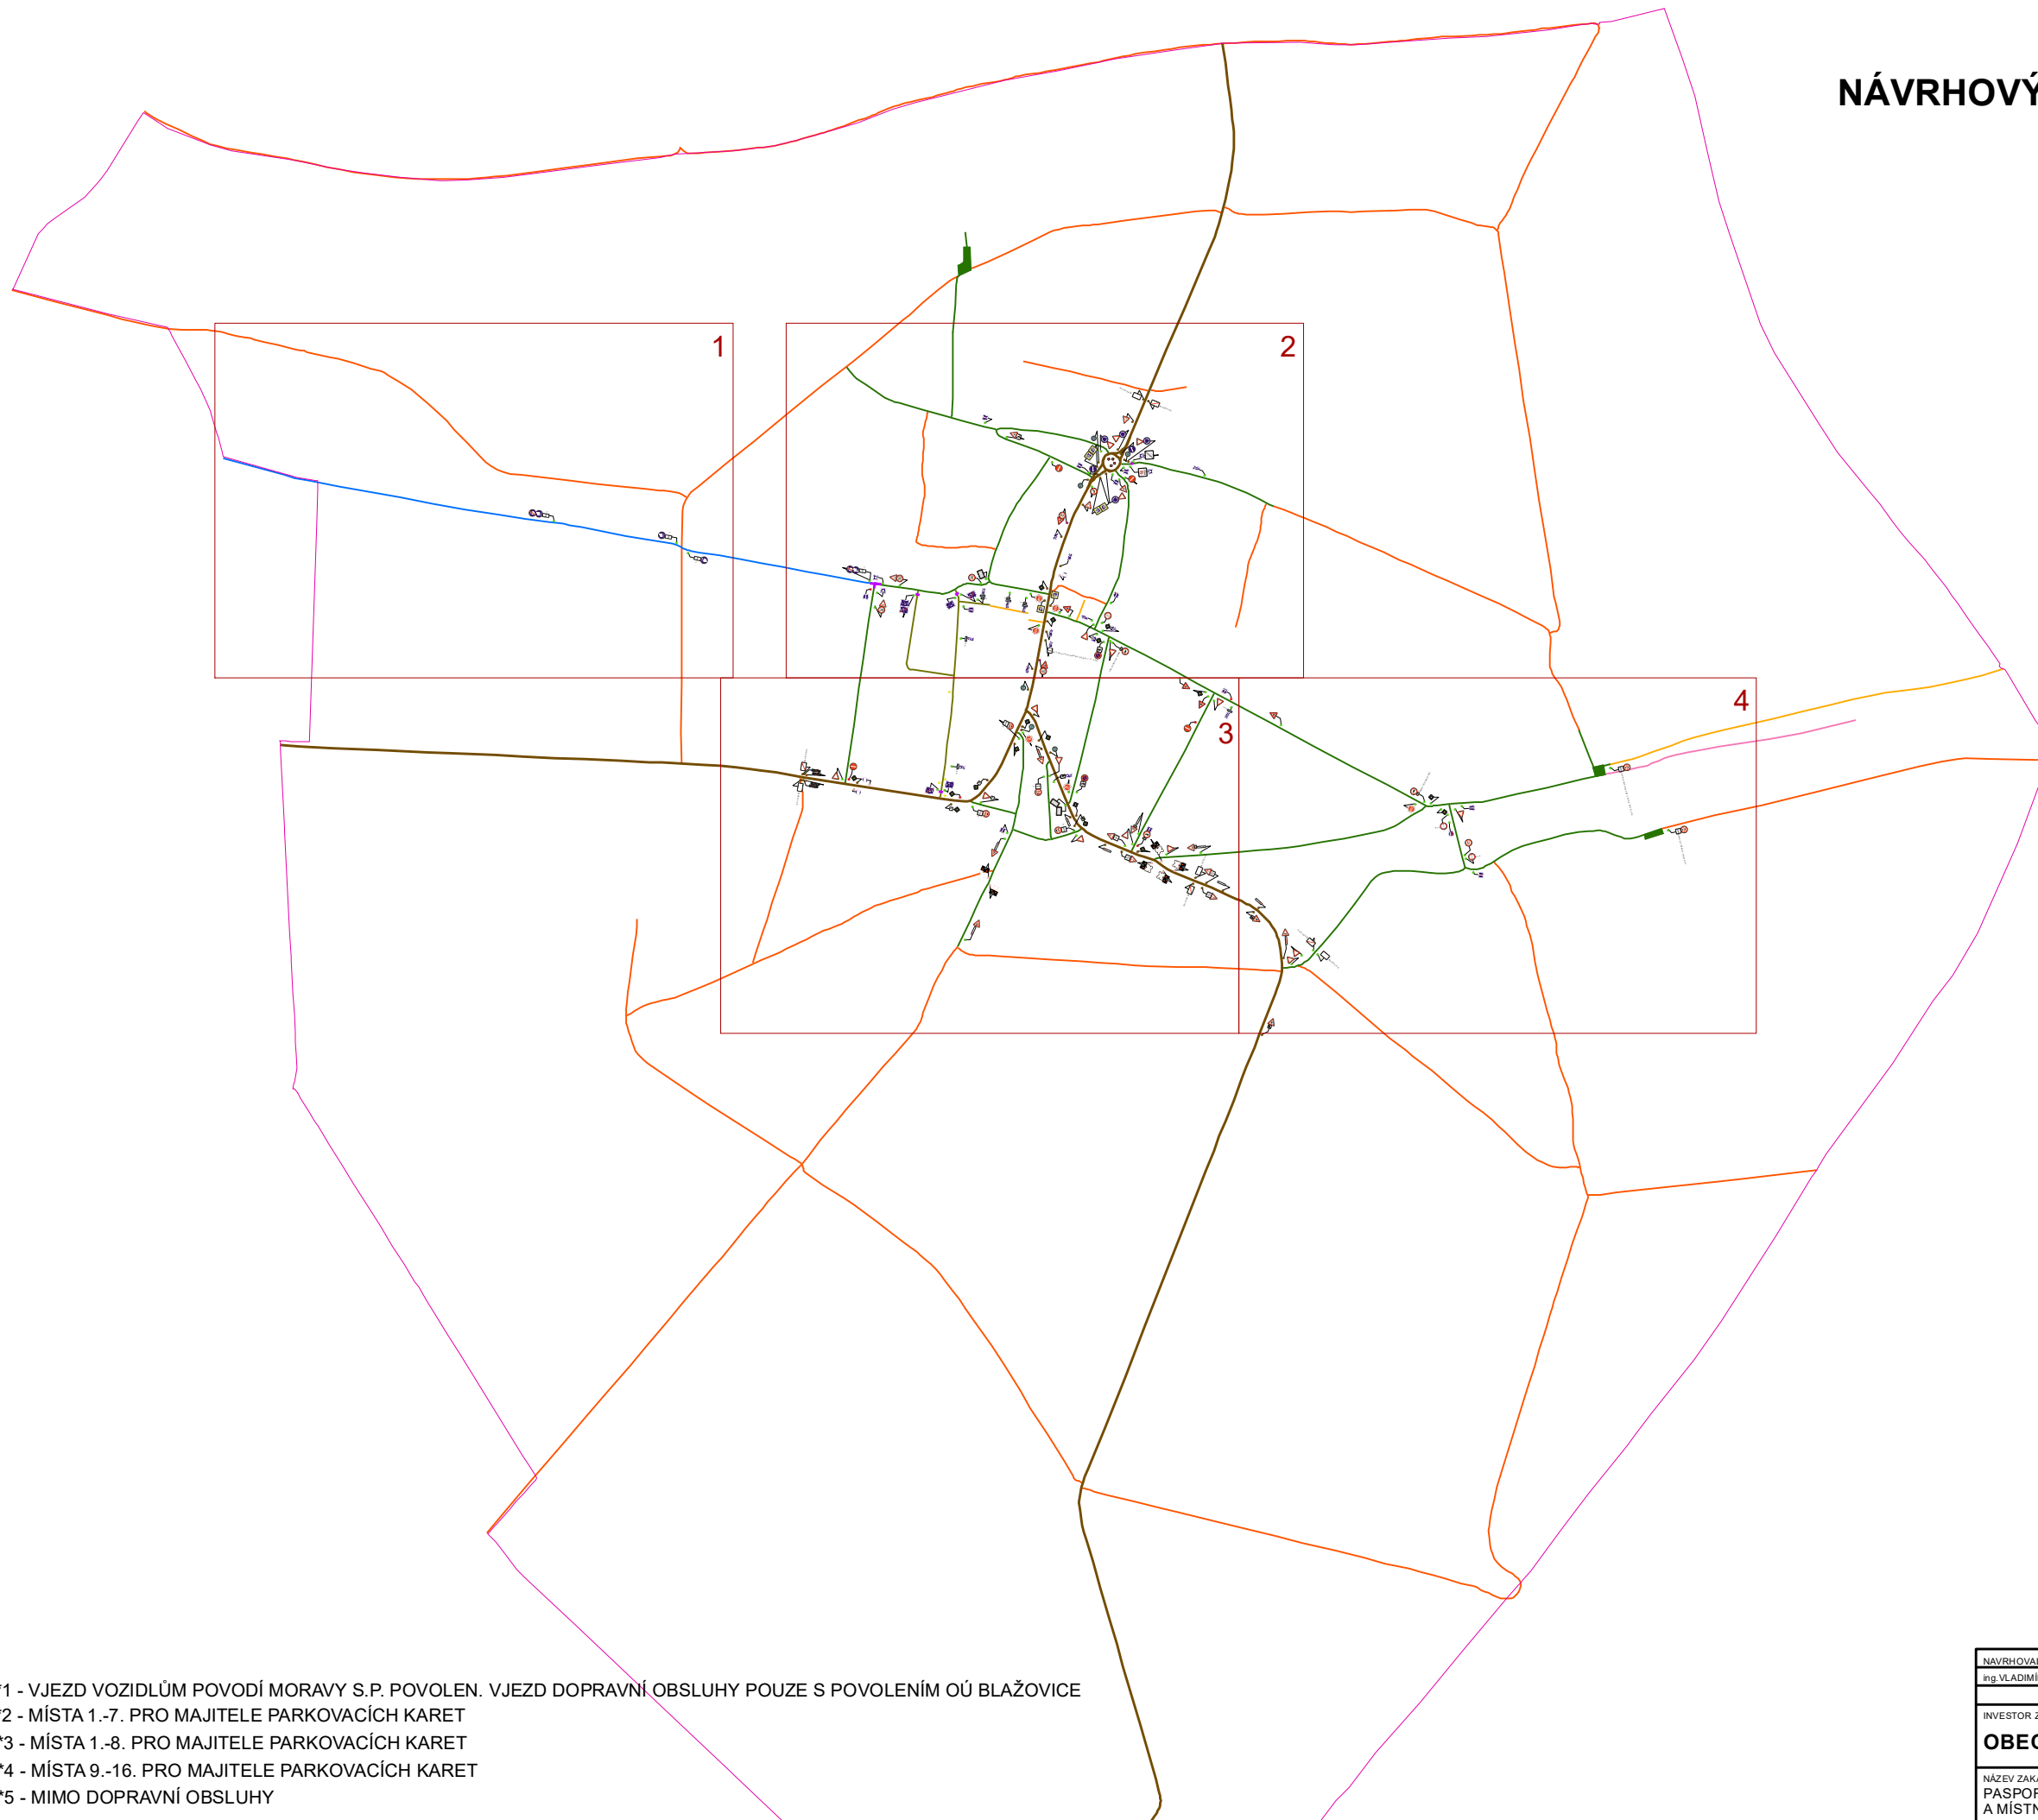 NÁVRHOVÝ
1
2
3
4
*1 - VJEZD VOZIDLŮM POVODÍ MORAVY S.P. POVOLEN. VJEZD DOPRAVNÍ OBSLUHY POUZE S POVOLENÍM OÚ BLAŽOVICE
*2 - MÍSTA 1.-7. PRO MAJITELE PARKOVACÍCH KARET
*3 - MÍSTA 1.-8. PRO MAJITELE PARKOVACÍCH KARET
*4 - MÍSTA 9.-16. PRO MAJITELE PARKOVACÍCH KARET
*5 - MIMO DOPRAVNÍ OBSLUHY
NAVRHOVAL
ing.VLADIMÍ
INVESTOR Z
OBEC
NÁZEV ZAKÁ
PASPOR
A MÍSTN